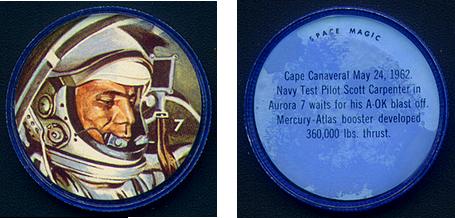 7
SPACE MAGIC
Cape Canaveral May 24, 1962.
Navy Test Pilot Scott Carpenter in
Aurora 7 waits for his A-OK blast off.
Mercury-Atlas booster developed
360,000 lbs. thrust.